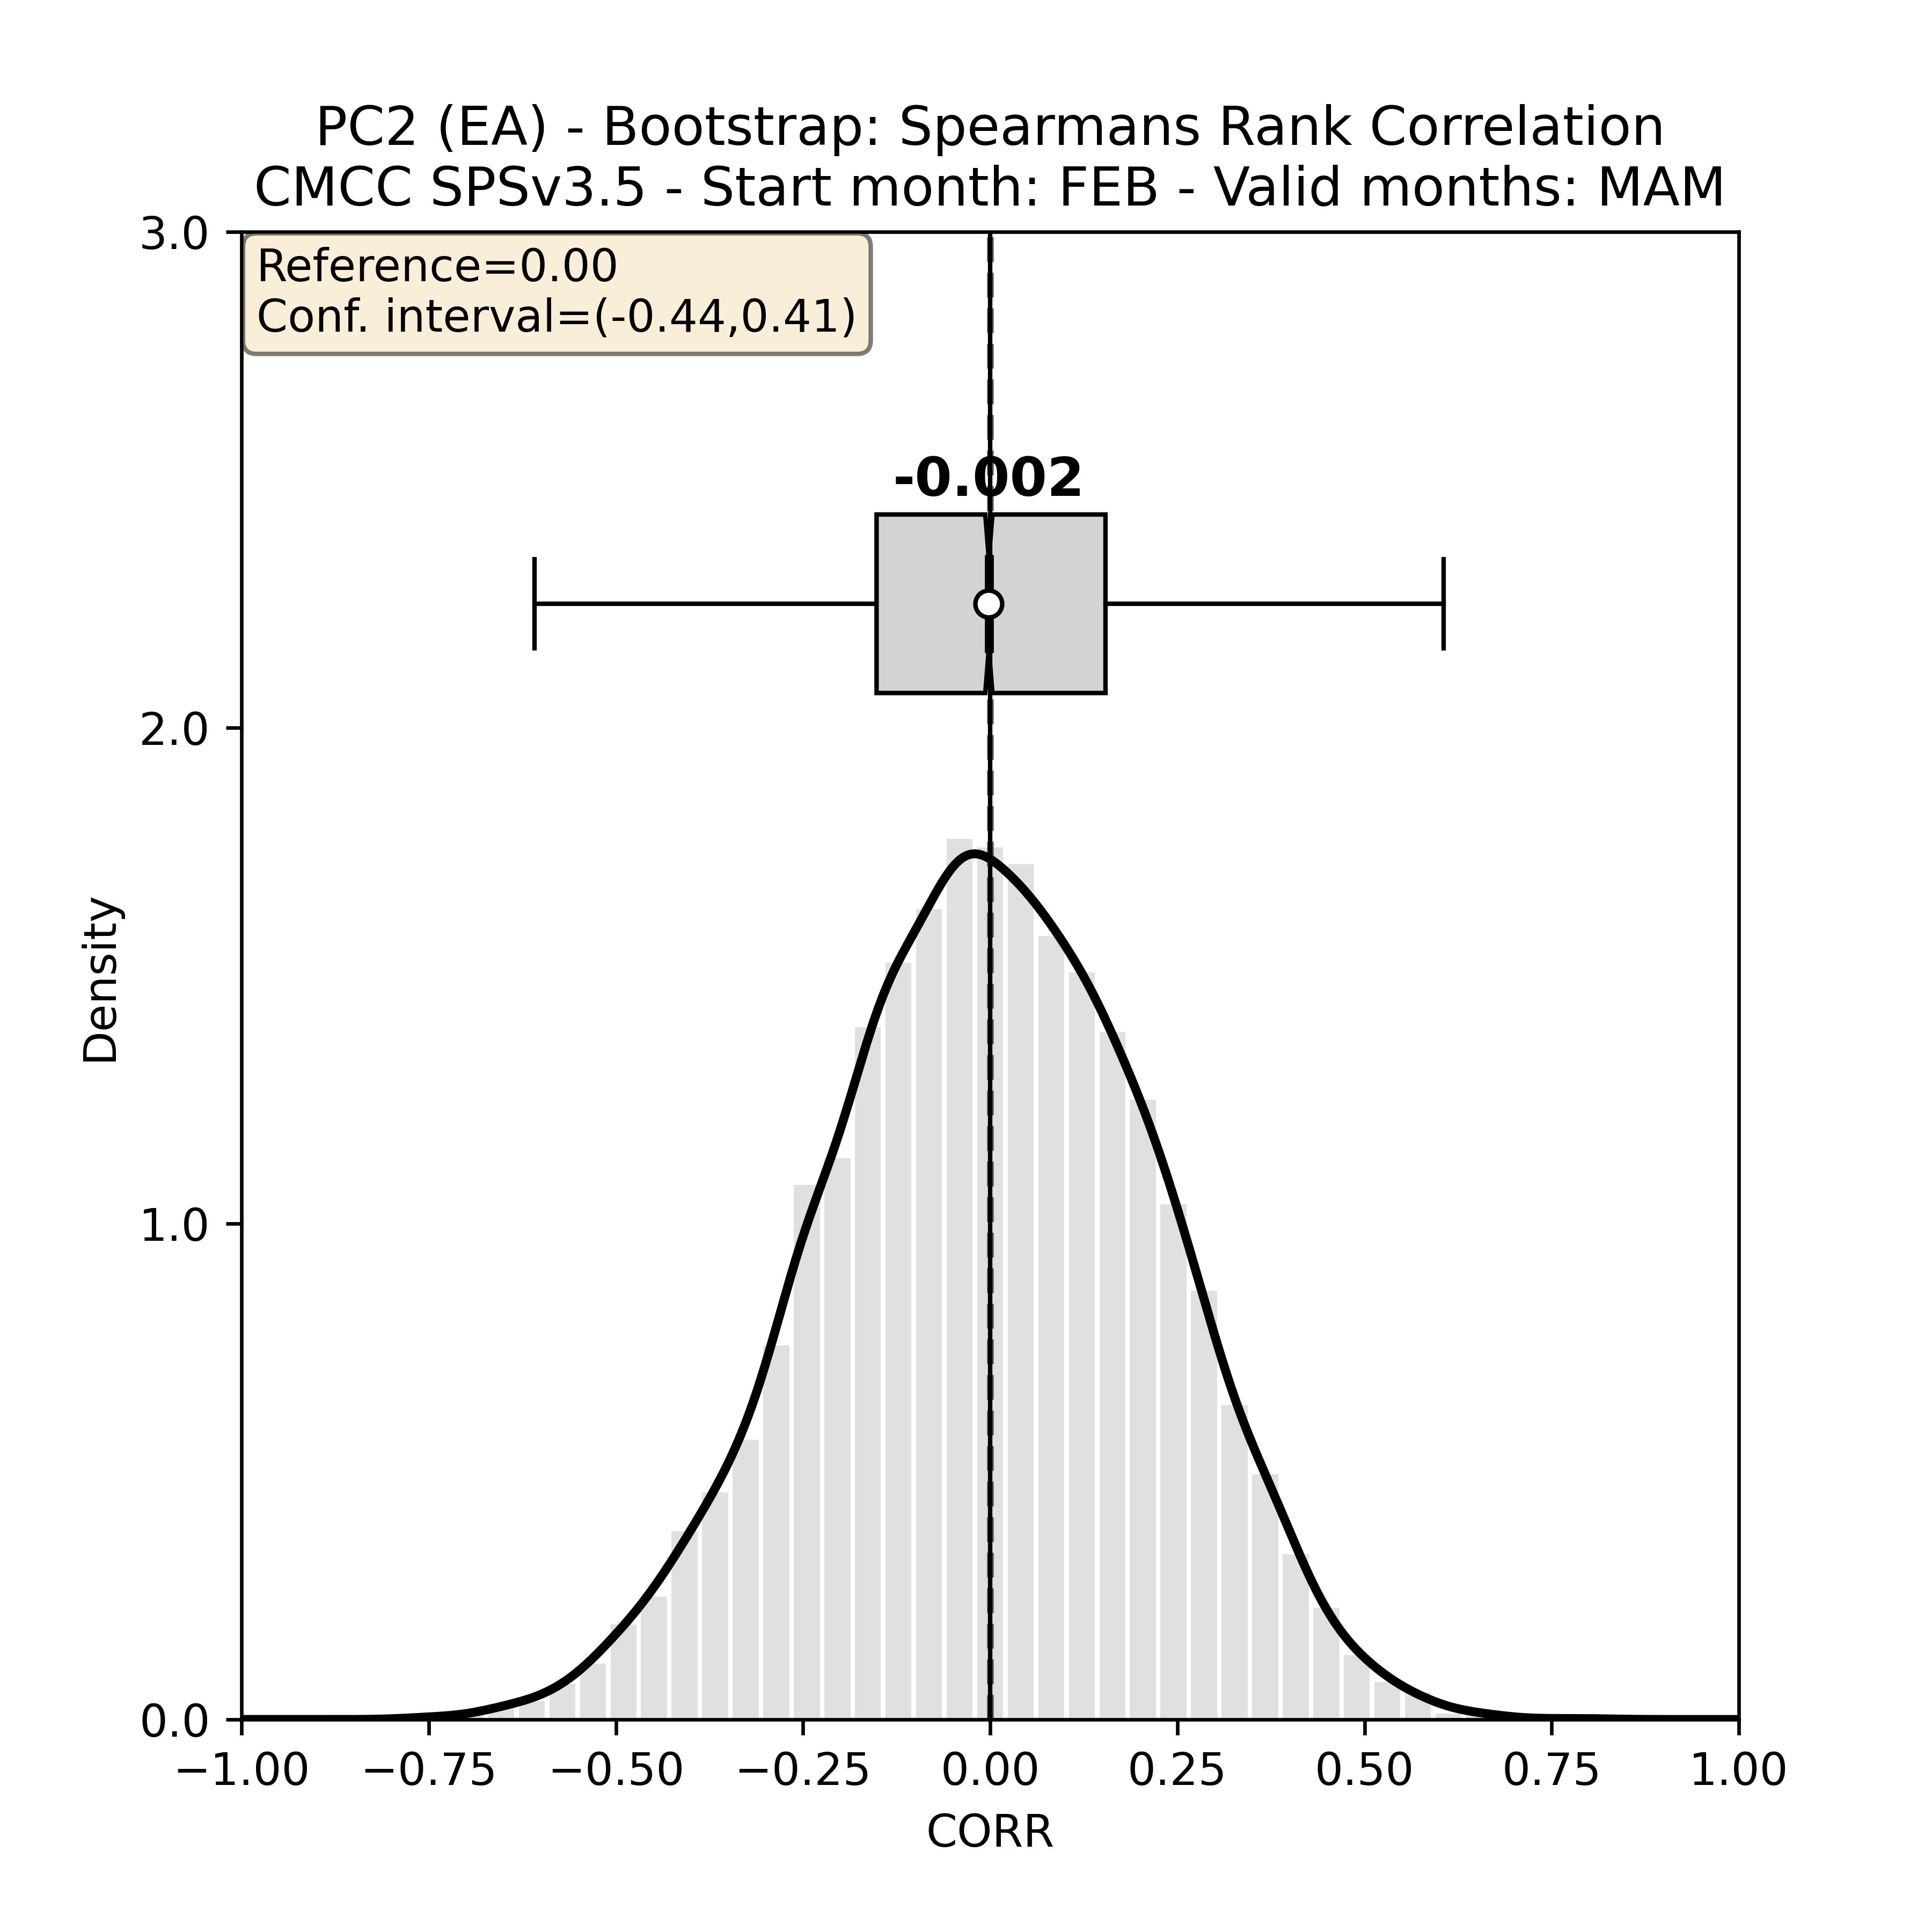 PC2 (EA) - Bootstrap: Spearmans Rank Correlation
CMCC SPSv3.5 - Start month: FEB - Valid months: MAM
3.0
Reference=0.00
Conf. interval=(-0.44,0.41)
-0.002
2.0
Density
1.0
0.0
−1.00 −0.75 −0.50 −0.25 0.00 0.25 0.50 0.75 1.00
CORR